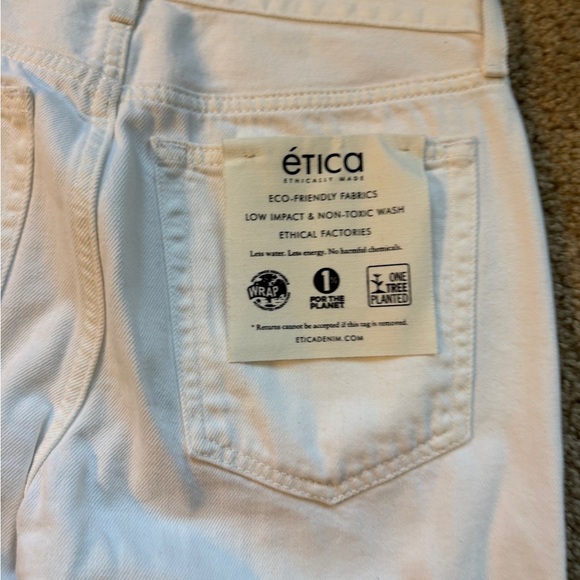 ética
ETHICALLY MADE
ECO-FRIENDLY FABRICS
LOW IMPACT & NON-TOXIC WASH
ETHICAL FACTORIES
Less water. Less energy. No harmful chemicals.
WRAP
1%
FOR THE
PLANET
ONE
TREE
PLANTED
* Returns cannot be accepted if this tag is removed.
ETICADENIM.COM